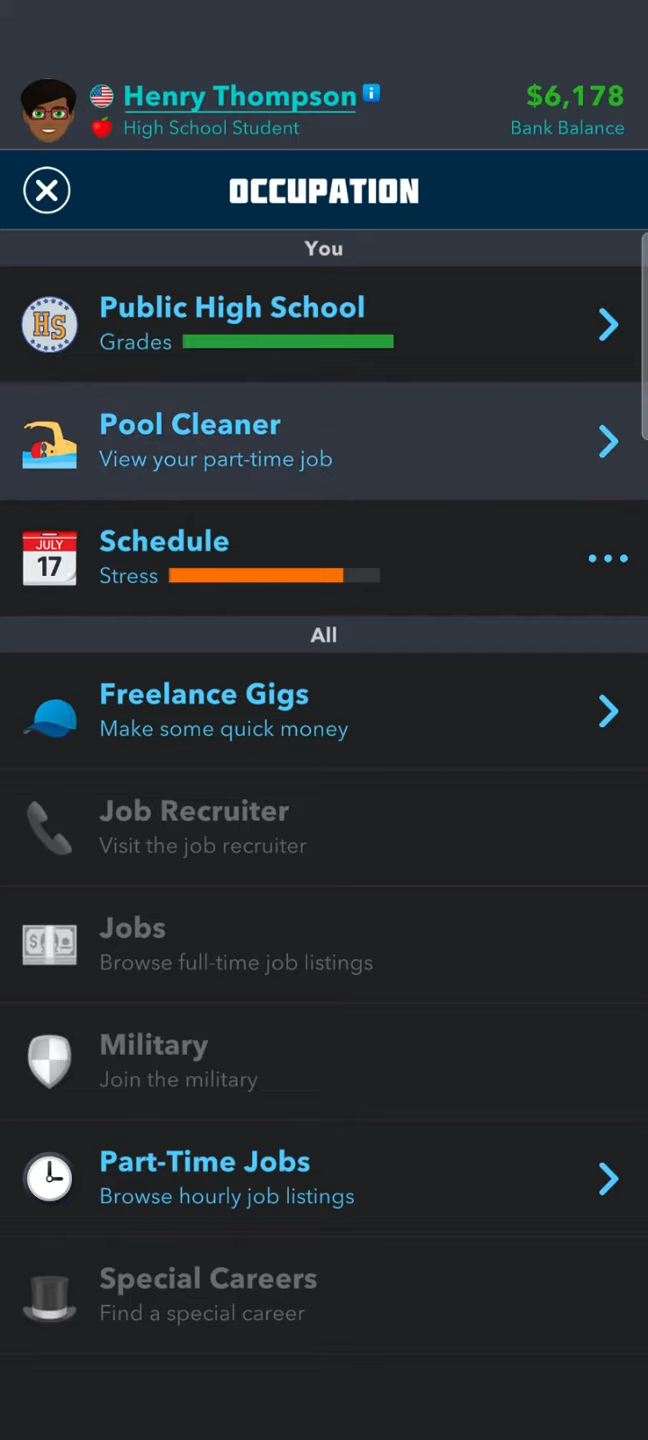 Henry Thompson
High School Student
$6,178
Bank Balance
OCCUPATION
You
HS
Public High School
Grades
Pool Cleaner
View your part-time job
JULY
17
Schedule
Stress
All
Freelance Gigs
Make some quick money
Job Recruiter
Visit the job recruiter
Jobs
Browse full-time job listings
Military
Join the military
Part-Time Jobs
Browse hourly job listings
Special Careers
Find a special career